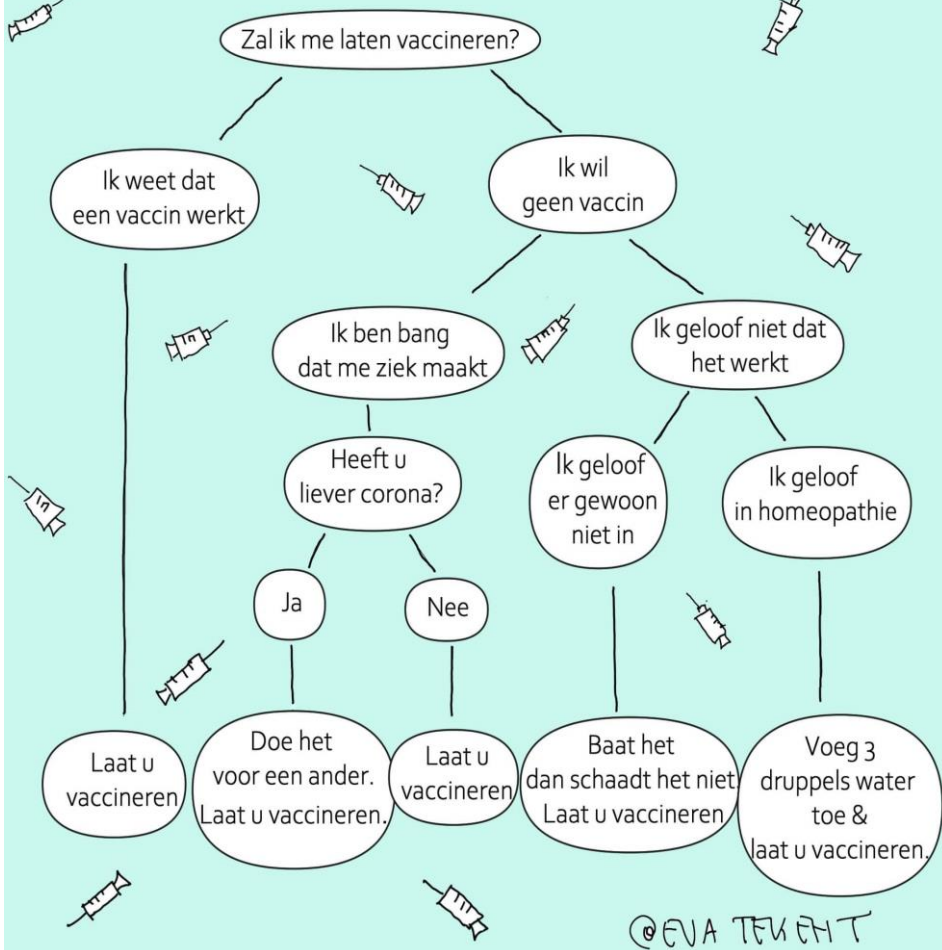 Zal ik me laten vaccineren?
Ik weet dat
een vaccin werkt
Ik wil
geen vaccin
Ik ben bang
dat me ziek maakt
Ik geloof niet dat
het werkt
Heeft u
liever corona?
Ik geloof
er gewoon
niet in
Ik geloof
in homeopathie
Ja
Nee
Laat u
vaccineren
Doe het
voor een ander.
Laat u vaccineren.
Laat u
vaccineren
Baat het
dan schaadt het niet
Laat u vaccineren
Voeg 3
druppels water
toe &
laat u vaccineren.
@EVA TEKENT